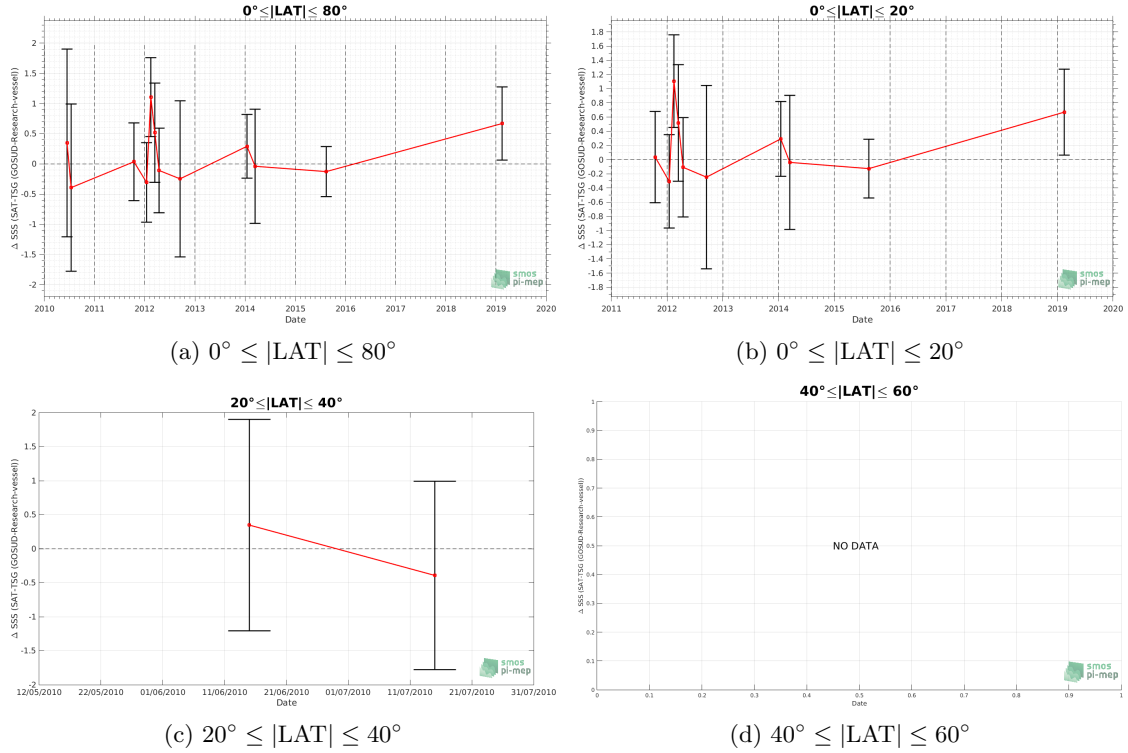 0°≤|LAT|≤ 80°
Δ SSS (SAT-TSG (GOSUD-Research-vessel))
2
1.5
1
0.5
0
-0.5
-1
-1.5
-2
smos
pi-mep
2010 2011 2012 2013 2014 2015 2016 2017 2018 2019 2020
Date
(a) 0° ≤ |LAT| ≤ 80°
0°≤|LAT|≤ 20°
Δ SSS (SAT-TSG (GOSUD-Research-vessel))
1.8
1.6
1.4
1.2
1
0.8
0.6
0.4
0.2
0
-0.2
-0.4
-0.6
-0.8
-1
-1.2
-1.4
-1.6
-1.8
smos
pi-mep
2011 2012 2013 2014 2015 2016 2017 2018 2019 2020
Date
(b) 0° ≤ |LAT| ≤ 20°
20°≤|LAT|≤ 40°
Δ SSS (SAT-TSG (GOSUD-Research-vessel))
2
1.5
1
0.5
0
-0.5
-1
-1.5
-2
smos
pi-mep
12/05/2010 22/05/2010 01/06/2010 11/06/2010 21/06/2010 01/07/2010 11/07/2010 21/07/2010 31/07/2010
Date
(c) 20° ≤ |LAT| ≤ 40°
40°≤|LAT|≤ 60°
Δ SSS (SAT-TSG (GOSUD-Research-vessel))
1
0.9
0.8
0.7
0.6
0.5
0.4
0.3
0.2
0.1
0
NO DATA
smos
pi-mep
0 0.1 0.2 0.3 0.4 0.5 0.6 0.7 0.8 0.9 1
Date
(d) 40° ≤ |LAT| ≤ 60°